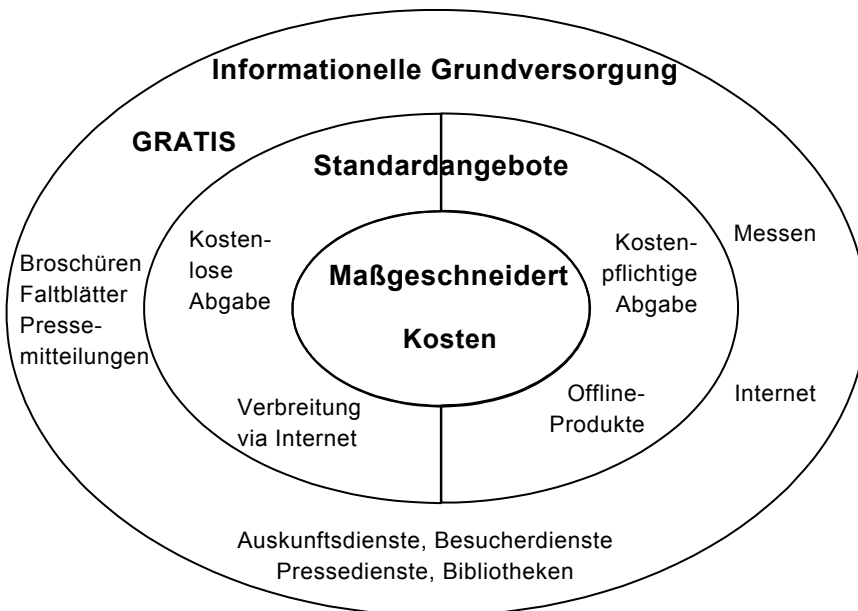 Informationelle Grundversorgung
GRATIS
Standardangebote
Broschüren
Faltblätter
Presse-
mitteilungen
Kosten-
lose
Abgabe
Maßgeschneidert
Kosten
Kosten-
pflichtige
Abgabe
Messen
Verbreitung
via Internet
Offline-
Produkte
Internet
Auskunftsdienste, Besucherdienste
Pressedienste, Bibliotheken